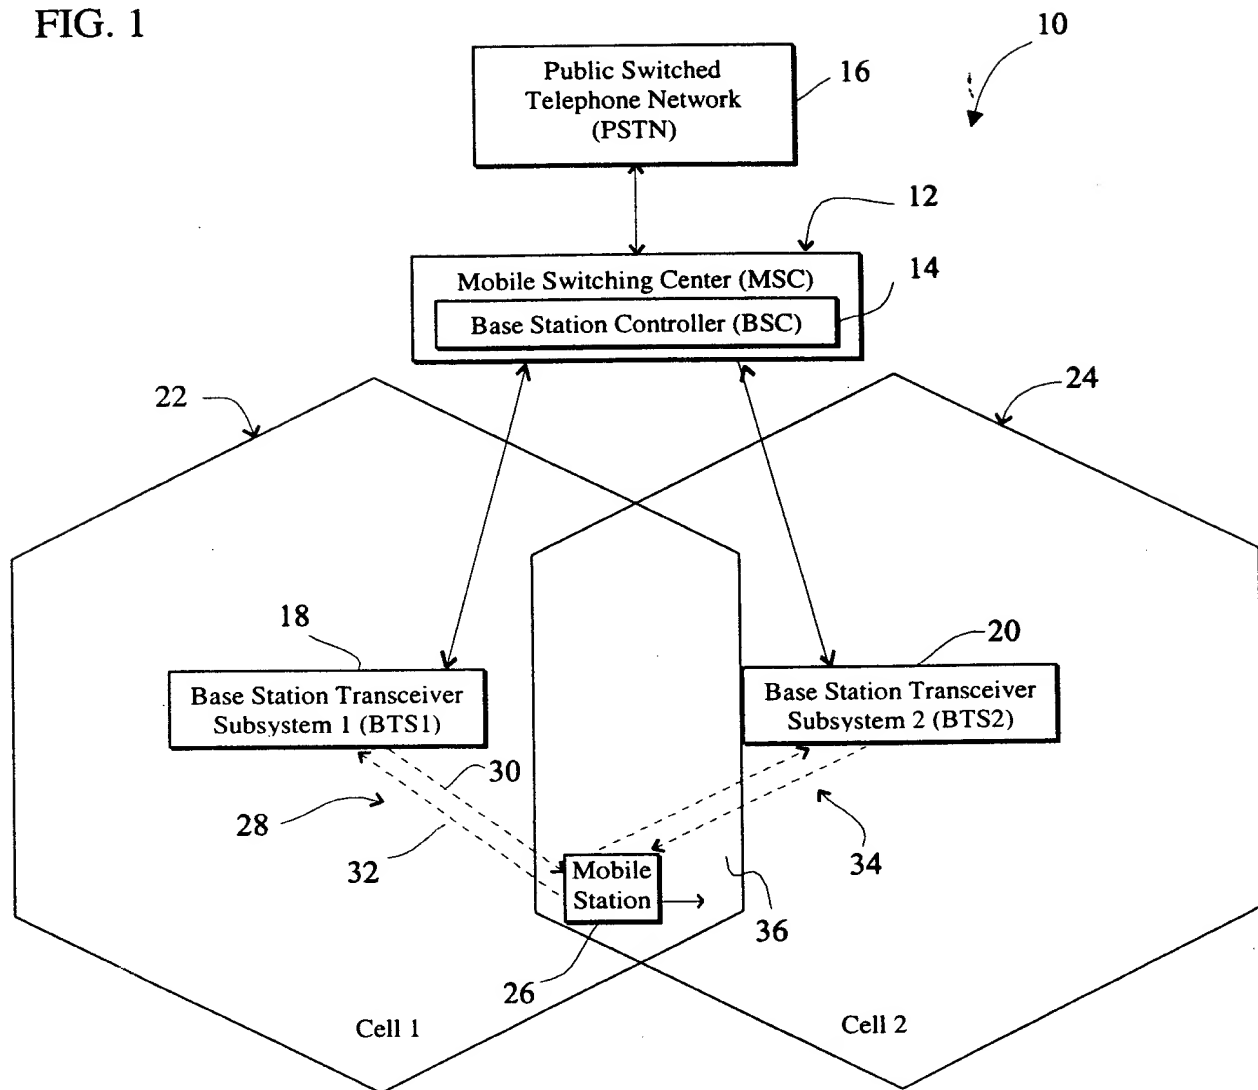 FIG. 1
10
Public Switched
Telephone Network
(PSTN)
16
12
Mobile Switching Center (MSC)
14
Base Station Controller (BSC)
22
24
18
20
Base Station Transceiver
Subsystem 1 (BTS1)
Base Station Transceiver
Subsystem 2 (BTS2)
30
28
32
34
Mobile
Station
36
26
Cell 1
Cell 2